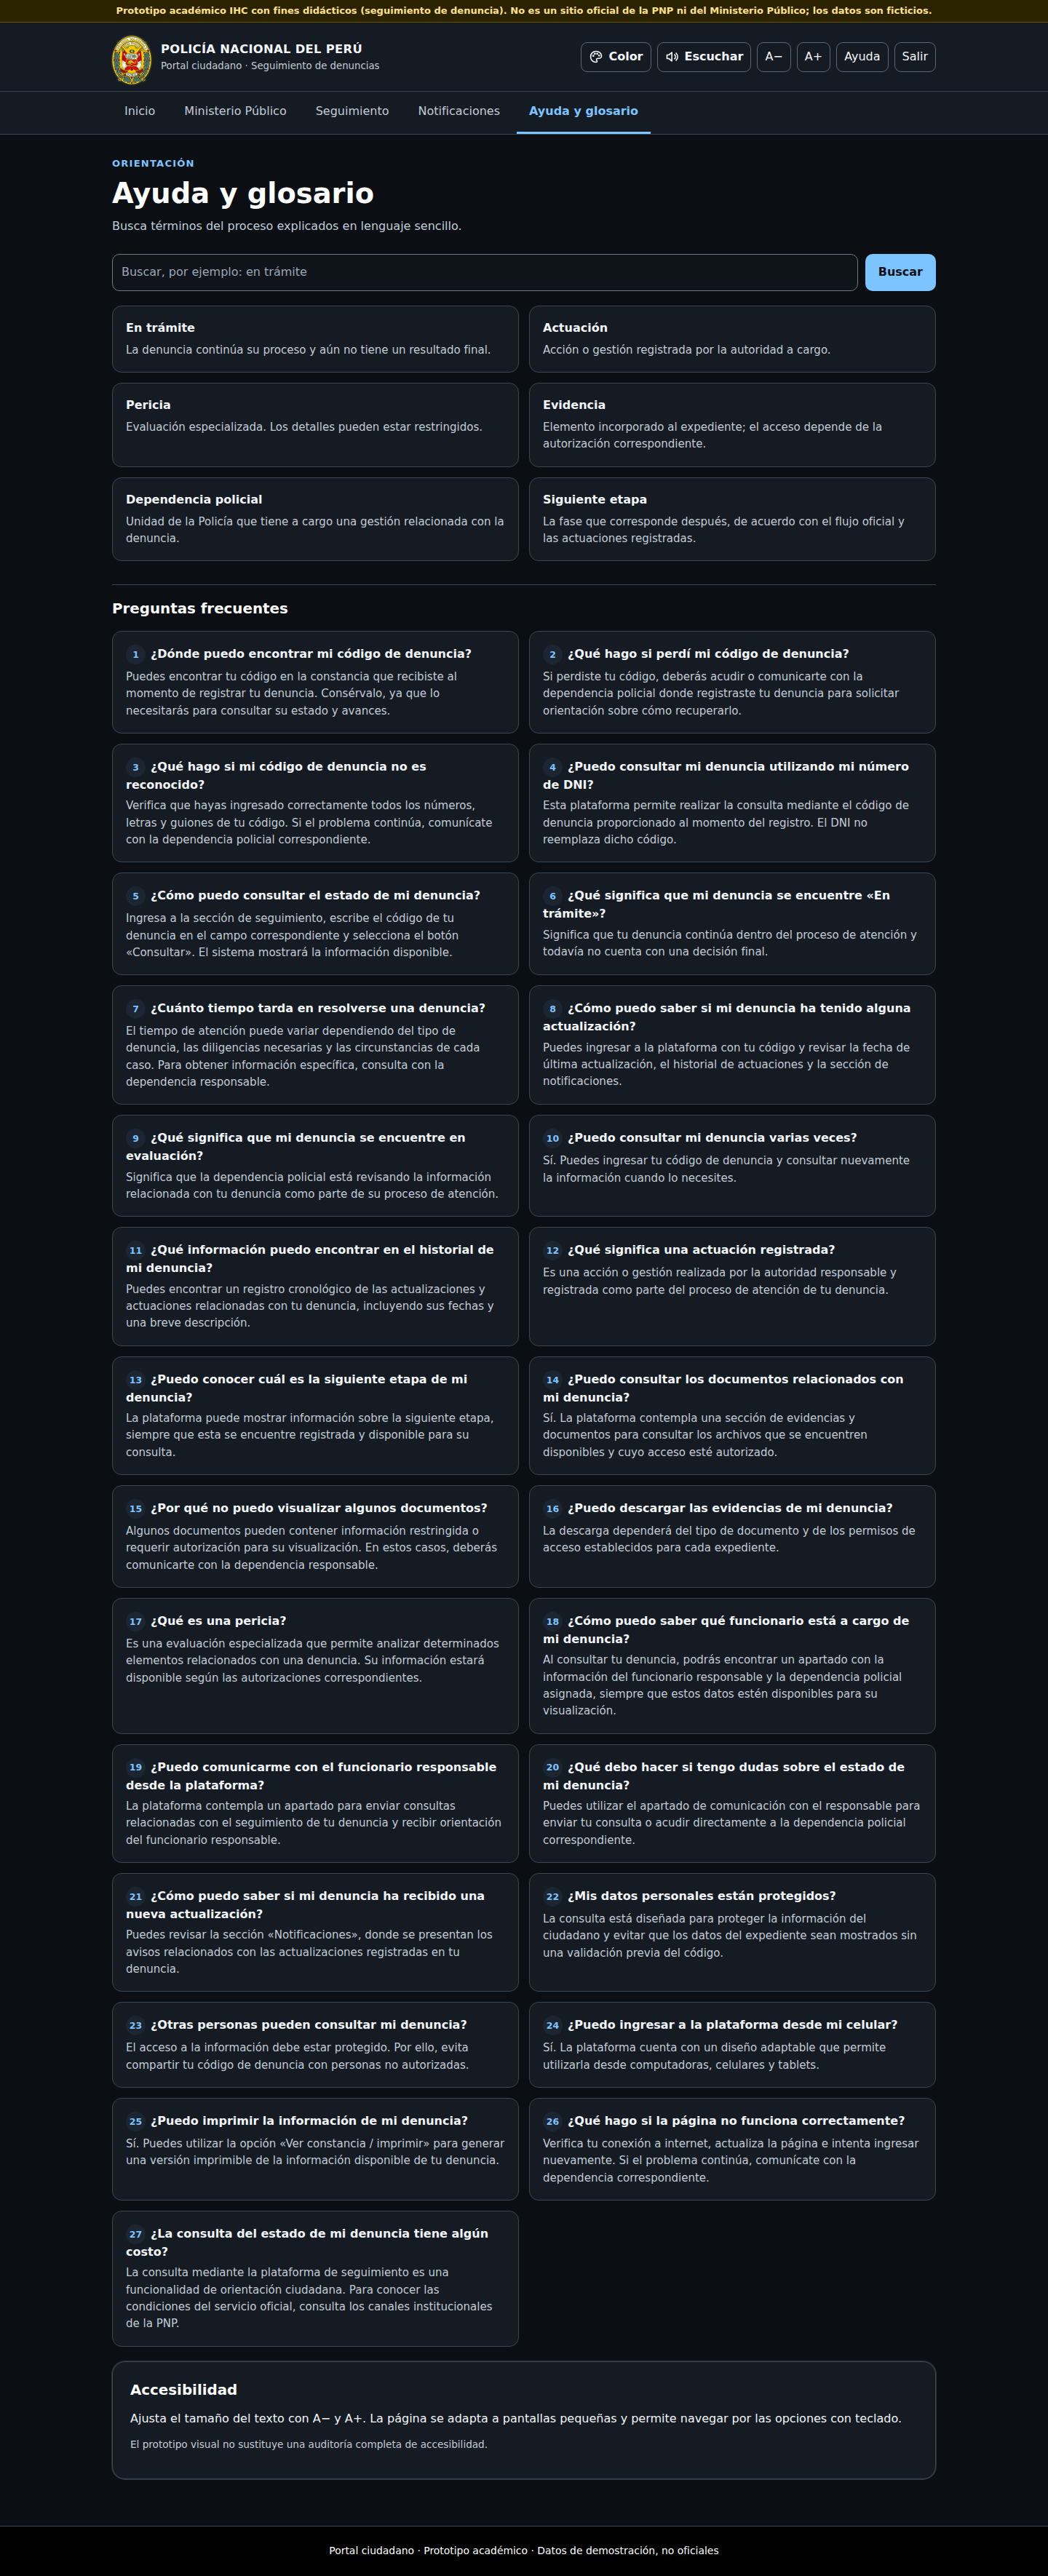 Prototipo académico IHC con fines didácticos (seguimiento de denuncia). No es un sitio oficial de la PNP ni del Ministerio Público; los datos son ficticios.
POLICÍA NACIONAL DEL PERÚ
Portal ciudadano · Seguimiento de denuncias
Color
Escuchar
A−
A+
Ayuda
Salir
Inicio
Ministerio Público
Seguimiento
Notificaciones
Ayuda y glosario
ORIENTACIÓN
Ayuda y glosario
Busca términos del proceso explicados en lenguaje sencillo.
Buscar, por ejemplo: en trámite
Buscar
En trámite
La denuncia continúa su proceso y aún no tiene un resultado final.
Actuación
Acción o gestión registrada por la autoridad a cargo.
Pericia
Evaluación especializada. Los detalles pueden estar restringidos.
Evidencia
Elemento incorporado al expediente; el acceso depende de la
autorización correspondiente.
Dependencia policial
Unidad de la Policía que tiene a cargo una gestión relacionada con la
denuncia.
Siguiente etapa
La fase que corresponde después, de acuerdo con el flujo oficial y
las actuaciones registradas.
Preguntas frecuentes
1 ¿Dónde puedo encontrar mi código de denuncia?
Puedes encontrar tu código en la constancia que recibiste al
momento de registrar tu denuncia. Consérvalo, ya que lo
necesitarás para consultar su estado y avances.
2 ¿Qué hago si perdí mi código de denuncia?
Si perdiste tu código, deberás acudir o comunicarte con la
dependencia policial donde registraste tu denuncia para solicitar
orientación sobre cómo recuperarlo.
3 ¿Qué hago si mi código de denuncia no es
reconocido?
Verifica que hayas ingresado correctamente todos los números,
letras y guiones de tu código. Si el problema continúa, comunícate
con la dependencia policial correspondiente.
4 ¿Puedo consultar mi denuncia utilizando mi número
de DNI?
Esta plataforma permite realizar la consulta mediante el código de
denuncia proporcionado al momento del registro. El DNI no
reemplaza dicho código.
5 ¿Cómo puedo consultar el estado de mi denuncia?
Ingresa a la sección de seguimiento, escribe el código de tu
denuncia en el campo correspondiente y selecciona el botón
«Consultar». El sistema mostrará la información disponible.
6 ¿Qué significa que mi denuncia se encuentre «En
trámite»?
Significa que tu denuncia continúa dentro del proceso de atención y
todavía no cuenta con una decisión final.
7 ¿Cuánto tiempo tarda en resolverse una denuncia?
El tiempo de atención puede variar dependiendo del tipo de
denuncia, las diligencias necesarias y las circunstancias de cada
caso. Para obtener información específica, consulta con la
dependencia responsable.
8 ¿Cómo puedo saber si mi denuncia ha tenido alguna
actualización?
Puedes ingresar a la plataforma con tu código y revisar la fecha de
última actualización, el historial de actuaciones y la sección de
notificaciones.
9 ¿Qué significa que mi denuncia se encuentre en
evaluación?
Significa que la dependencia policial está revisando la información
relacionada con tu denuncia como parte de su proceso de atención.
10 ¿Puedo consultar mi denuncia varias veces?
Sí. Puedes ingresar tu código de denuncia y consultar nuevamente
la información cuando lo necesites.
11 ¿Qué información puedo encontrar en el historial de
mi denuncia?
Puedes encontrar un registro cronológico de las actualizaciones y
actuaciones relacionadas con tu denuncia, incluyendo sus fechas y
una breve descripción.
12 ¿Qué significa una actuación registrada?
Es una acción o gestión realizada por la autoridad responsable y
registrada como parte del proceso de atención de tu denuncia.
13 ¿Puedo conocer cuál es la siguiente etapa de mi
denuncia?
La plataforma puede mostrar información sobre la siguiente etapa,
siempre que esta se encuentre registrada y disponible para su
consulta.
14 ¿Puedo consultar los documentos relacionados con
mi denuncia?
Sí. La plataforma contempla una sección de evidencias y
documentos para consultar los archivos que se encuentren
disponibles y cuyo acceso esté autorizado.
15 ¿Por qué no puedo visualizar algunos documentos?
Algunos documentos pueden contener información restringida o
requerir autorización para su visualización. En estos casos, deberás
comunicarte con la dependencia responsable.
16 ¿Puedo descargar las evidencias de mi denuncia?
La descarga dependerá del tipo de documento y de los permisos de
acceso establecidos para cada expediente.
17 ¿Qué es una pericia?
Es una evaluación especializada que permite analizar determinados
elementos relacionados con una denuncia. Su información estará
disponible según las autorizaciones correspondientes.
18 ¿Cómo puedo saber qué funcionario está a cargo de
mi denuncia?
Al consultar tu denuncia, podrás encontrar un apartado con la
información del funcionario responsable y la dependencia policial
asignada, siempre que estos datos estén disponibles para su
visualización.
19 ¿Puedo comunicarme con el funcionario responsable
desde la plataforma?
La plataforma contempla un apartado para enviar consultas
relacionadas con el seguimiento de tu denuncia y recibir orientación
del funcionario responsable.
20 ¿Qué debo hacer si tengo dudas sobre el estado de
mi denuncia?
Puedes utilizar el apartado de comunicación con el responsable para
enviar tu consulta o acudir directamente a la dependencia policial
correspondiente.
21 ¿Cómo puedo saber si mi denuncia ha recibido una
nueva actualización?
Puedes revisar la sección «Notificaciones», donde se presentan los
avisos relacionados con las actualizaciones registradas en tu
denuncia.
22 ¿Mis datos personales están protegidos?
La consulta está diseñada para proteger la información del
ciudadano y evitar que los datos del expediente sean mostrados sin
una validación previa del código.
23 ¿Otras personas pueden consultar mi denuncia?
El acceso a la información debe estar protegido. Por ello, evita
compartir tu código de denuncia con personas no autorizadas.
24 ¿Puedo ingresar a la plataforma desde mi celular?
Sí. La plataforma cuenta con un diseño adaptable que permite
utilizarla desde computadoras, celulares y tablets.
25 ¿Puedo imprimir la información de mi denuncia?
Sí. Puedes utilizar la opción «Ver constancia / imprimir» para generar
una versión imprimible de la información disponible de tu denuncia.
26 ¿Qué hago si la página no funciona correctamente?
Verifica tu conexión a internet, actualiza la página e intenta ingresar
nuevamente. Si el problema continúa, comunícate con la
dependencia correspondiente.
27 ¿La consulta del estado de mi denuncia tiene algún
costo?
La consulta mediante la plataforma de seguimiento es una
funcionalidad de orientación ciudadana. Para conocer las
condiciones del servicio oficial, consulta los canales institucionales
de la PNP.
Accesibilidad
Ajusta el tamaño del texto con A− y A+. La página se adapta a pantallas pequeñas y permite navegar por las opciones con teclado.
El prototipo visual no sustituye una auditoría completa de accesibilidad.
Portal ciudadano · Prototipo académico · Datos de demostración, no oficiales